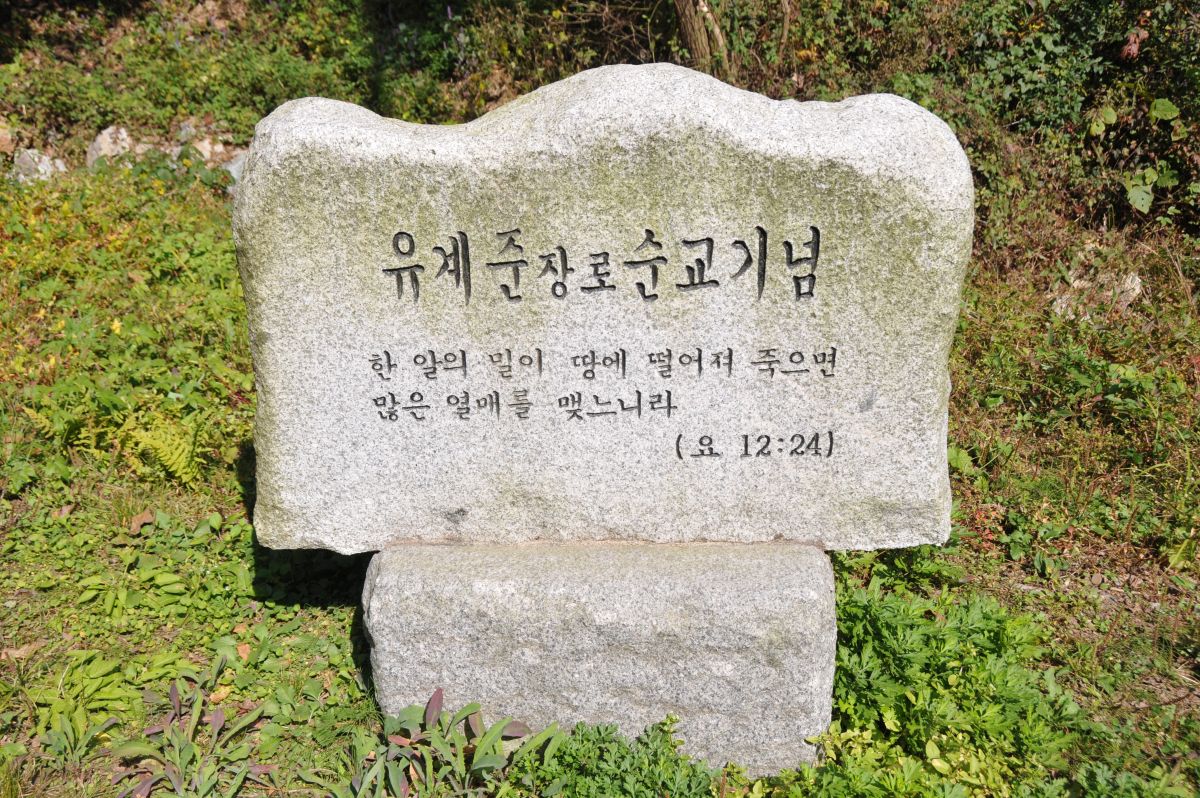 유계준장로순교기념
한 알의 밀이 땅에 떨어져 죽으면
많은 열매를 맺느니라
(요 12:24)